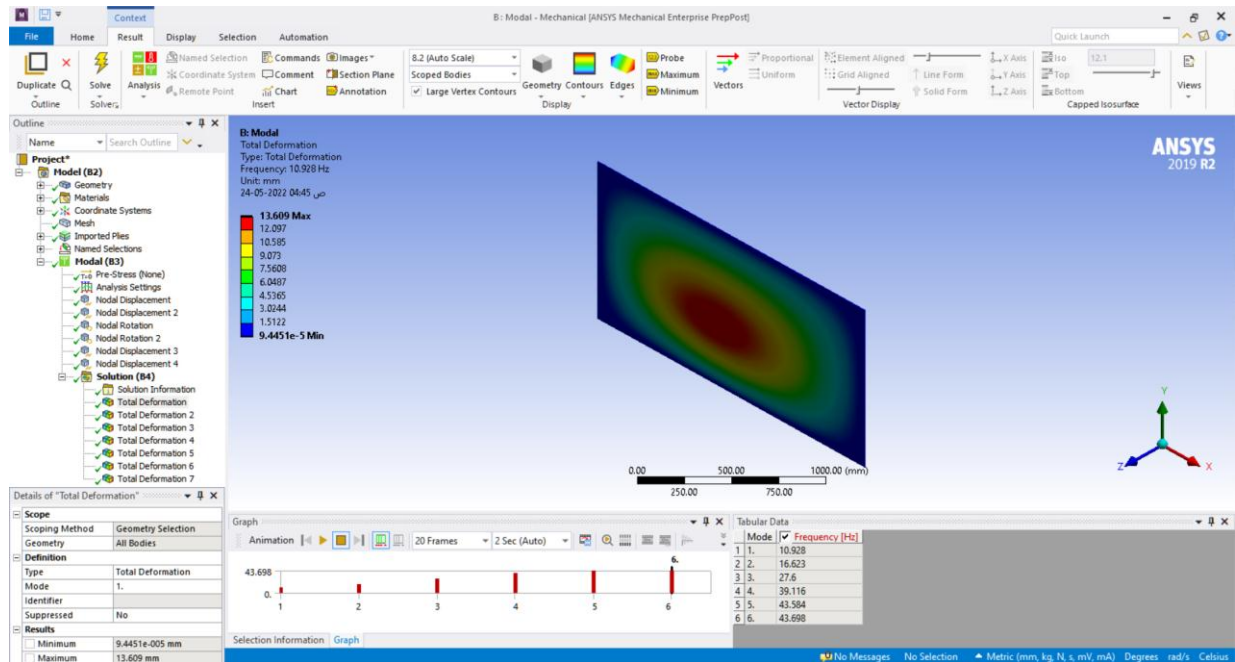 Context
B: Modal - Mechanical [ANSYS Mechanical Enterprise PrepPost]
File Home Result Display Selection Automation
Quick Launch
Duplicate Q
Outline
Solve
Solver
Analysis
Named Selection
Coordinate System
Remote Point
Commands
Comment
Chart
Images
Section Plane
Annotation
Insert
8.2 (Auto Scale)
Scoped Bodies
Large Vertex Contours
Geometry Contours Edges
Display
Probe
Maximum
Minimum
Vectors
Proportional
Uniform
Element Aligned
Grid Aligned
Line Form
Solid Form
X Axis
Y Axis
Z Axis
Vector Display
Iso 12.1
Top
Bottom
Capped Isosurface
Views
Outline
Name Search Outline
Project*
Model (B2)
Geometry
Materials
Coordinate Systems
Mesh
Imported Plies
Named Selections
Modal (B3)
Pre-Stress (None)
Analysis Settings
Nodal Displacement
Nodal Displacement 2
Nodal Rotation
Nodal Rotation 2
Nodal Displacement 3
Nodal Displacement 4
Solution (B4)
Solution Information
Total Deformation
Total Deformation 2
Total Deformation 3
Total Deformation 4
Total Deformation 5
Total Deformation 6
Total Deformation 7
B: Modal
Total Deformation
Type: Total Deformation
Frequency: 10.928 Hz
Unit: mm
24-05-2022 04:45 ص
13.609 Max
12.097
10.585
9.073
7.5608
6.0487
4.5365
3.0244
1.5122
9.4451e-5 Min
ANSYS
2019 R2
Y
Z X
0.00 500.00 1000.00 (mm)
250.00 750.00
Details of "Total Deformation"
Scope
Scoping Method Geometry Selection
Geometry All Bodies
Definition
Type Total Deformation
Mode 1.
Identifier
Suppressed No
Results
Minimum 9.4451e-005 mm
Maximum 13.609 mm
Graph
Animation 20 Frames 2 Sec (Auto)
6.
43.698
0.
1 2 3 4 5 6
Selection Information Graph
Tabular Data
Mode Frequency [Hz]
1 1. 10.928
2 2. 16.623
3 3. 27.6
4 4. 39.116
5 5. 43.584
6 6. 43.698
No Messages No Selection Metric (mm, kg, N, s, mV, mA) Degrees rad/s Celsius